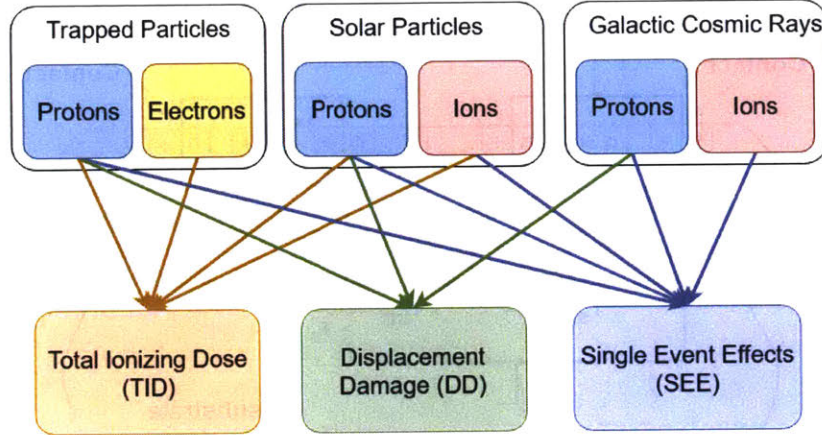 Trapped Particles
Solar Particles
Galactic Cosmic Rays
Protons
Electrons
Protons
Ions
Protons
Ions
Total Ionizing Dose
(TID)
Displacement
Damage (DD)
Single Event Effects
(SEE)